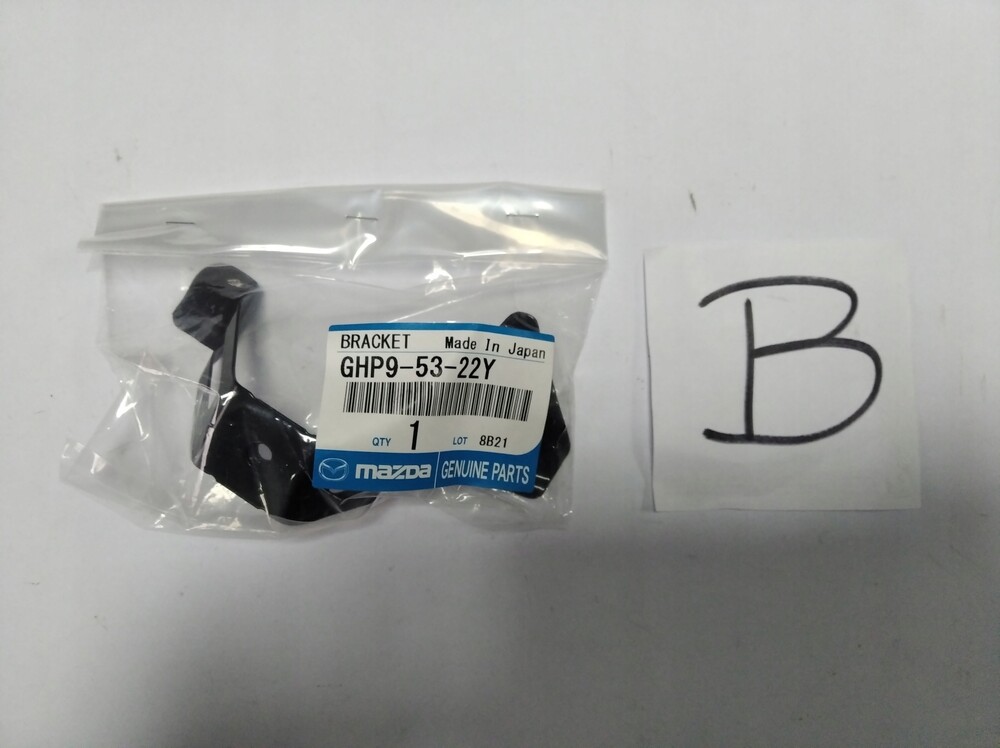 BRACKET Made In Japan
GHP9-53-22Y
QTY 1 LOT 8B21
mazda GENUINE PARTS
B